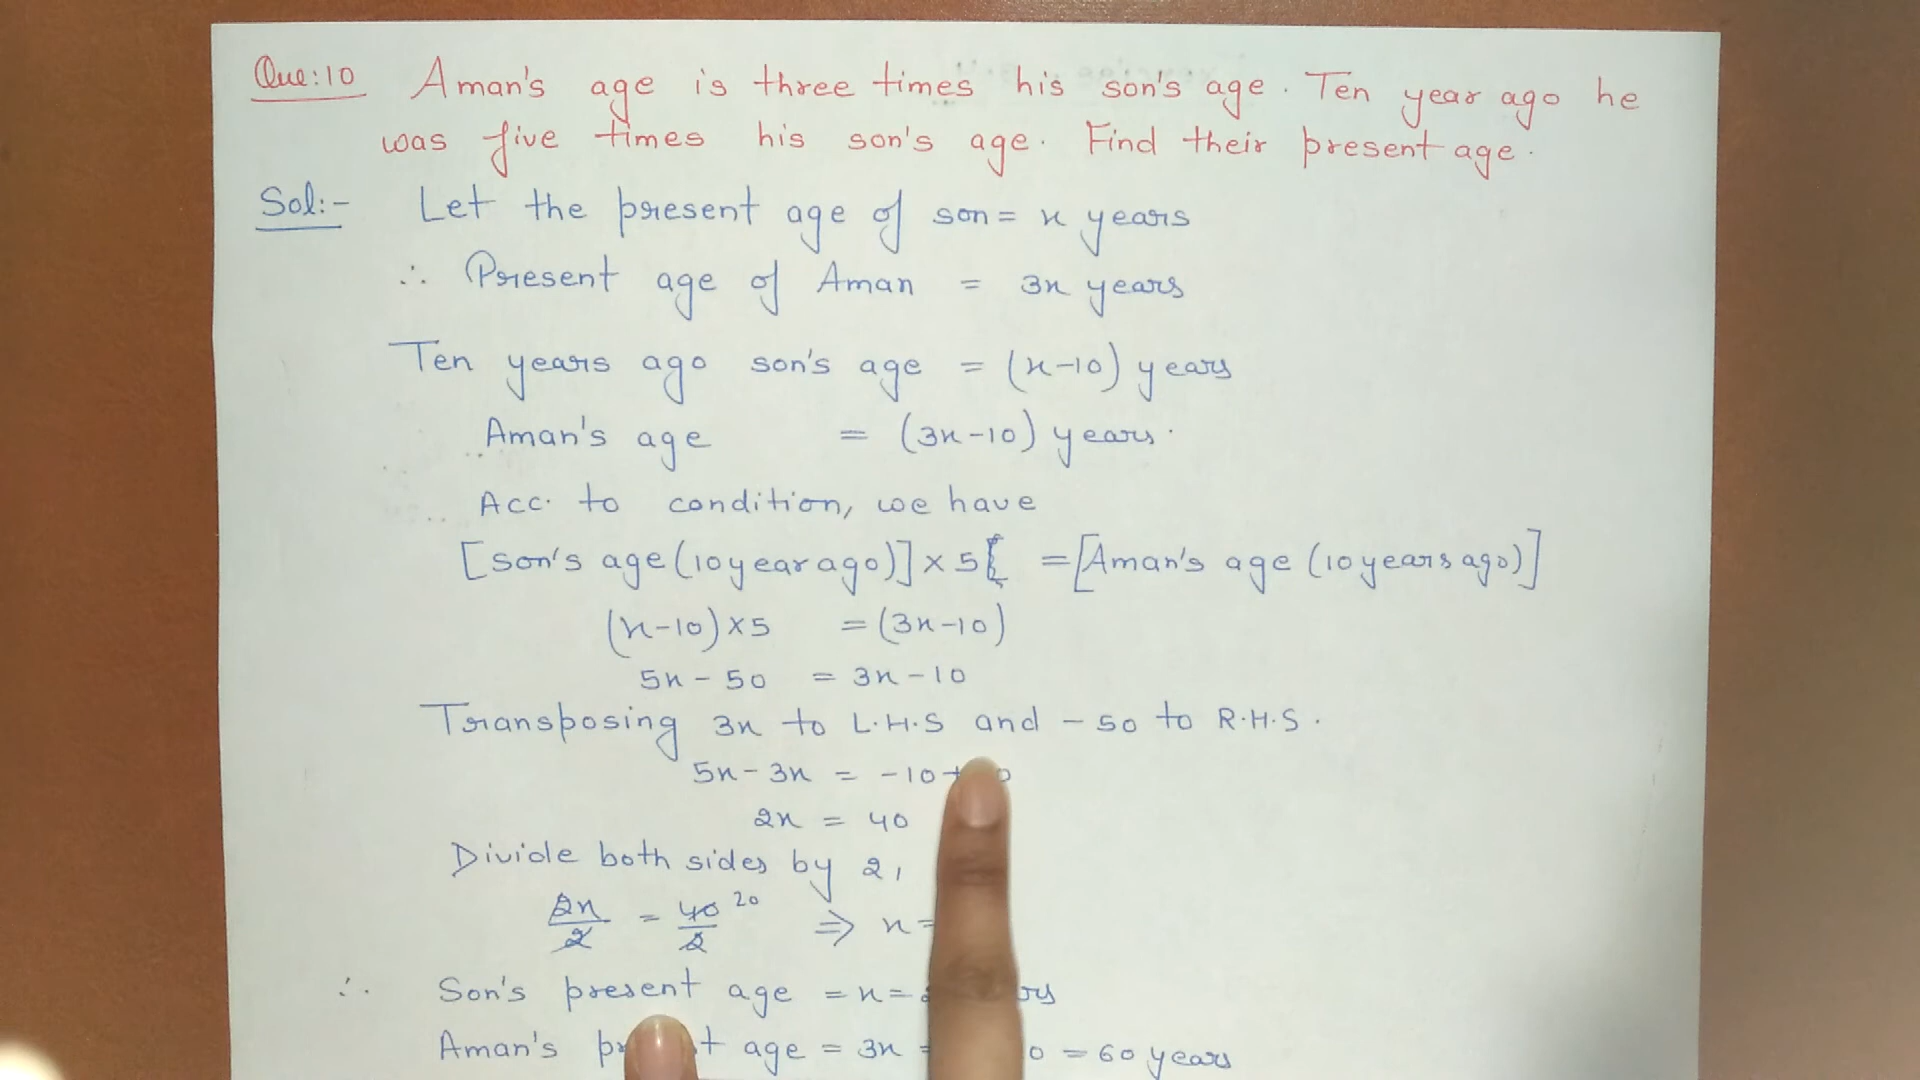 Que:10 Aman's age is three times his son's age. Ten year ago he
was five times his son's age. Find their present age.
Sol:- Let the present age of son = x years
∴ Present age of Aman = 3x years
Ten years ago son's age = (x-10) years
Aman's age = (3x-10) years.
Acc. to condition, we have
[son's age (10 year ago)] × 5 = [Aman's age (10 years ago)]
(x-10) × 5 = (3x-10)
5x - 50 = 3x - 10
Transposing 3x to L.H.S and - 50 to R.H.S.
5x - 3x = -10 +
2x = 40
Divide both sides by 2,
2x/2 = 40/2 20 ⇒ x =
∴ Son's present age = x =
Aman's age = 3x = 60 years